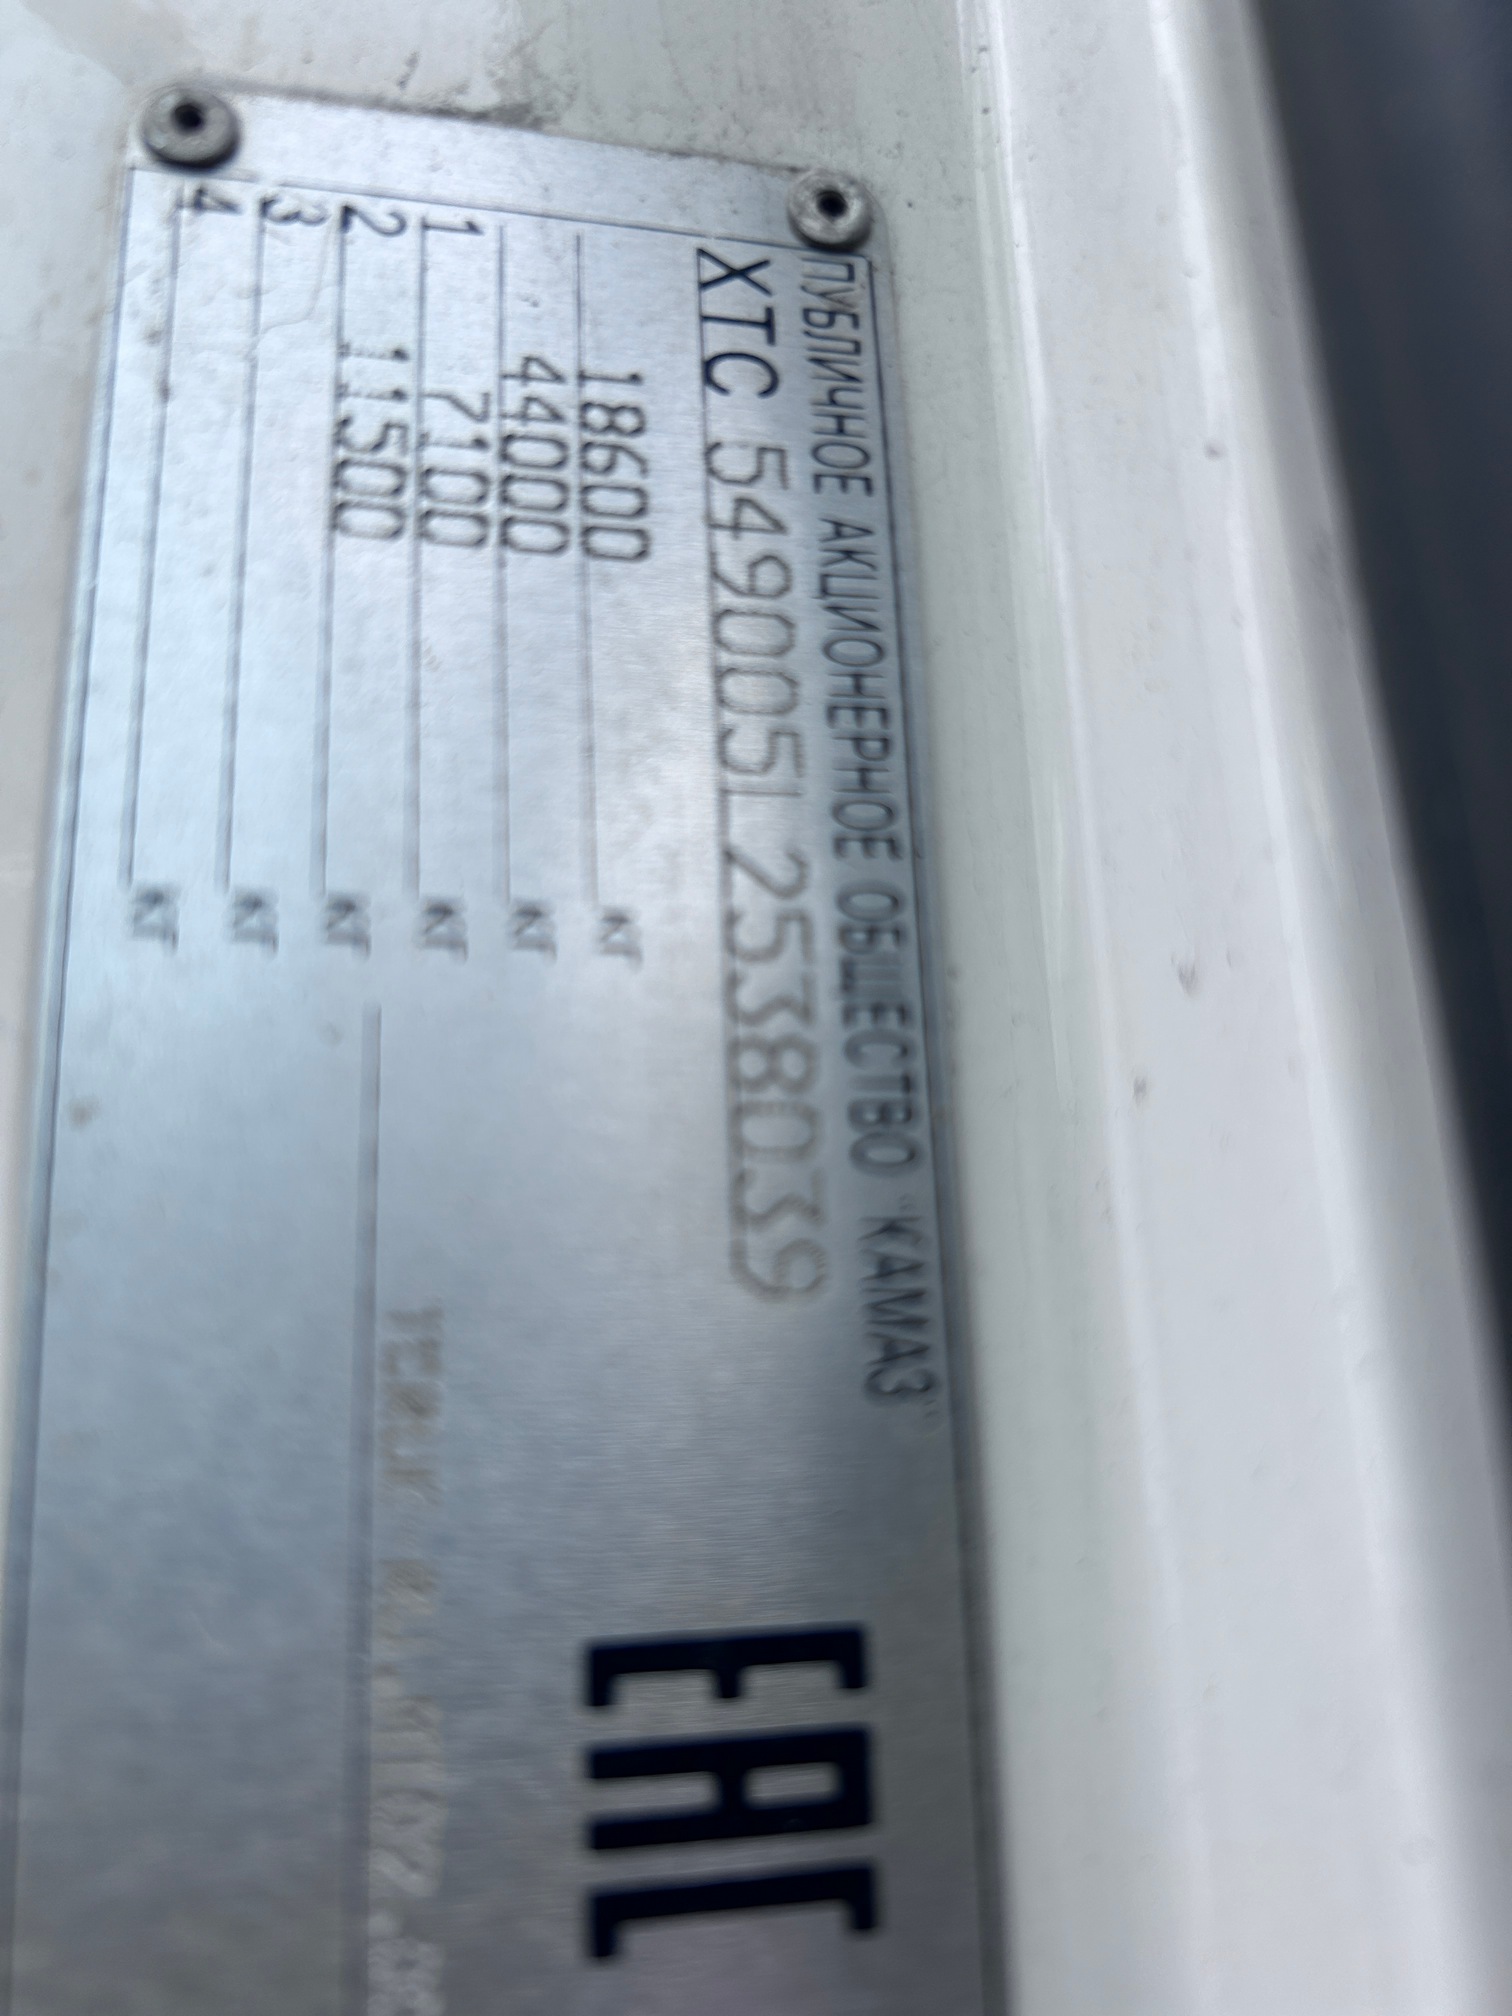 ПУБЛИЧНОЕ АКЦИОНЕРНОЕ ОБЩЕСТВО "КАМАЗ"
XTC 549005L2538039
18600 кг
44000 кг
1 7100 кг
2 11500 кг
3 кг
4 кг
EAC